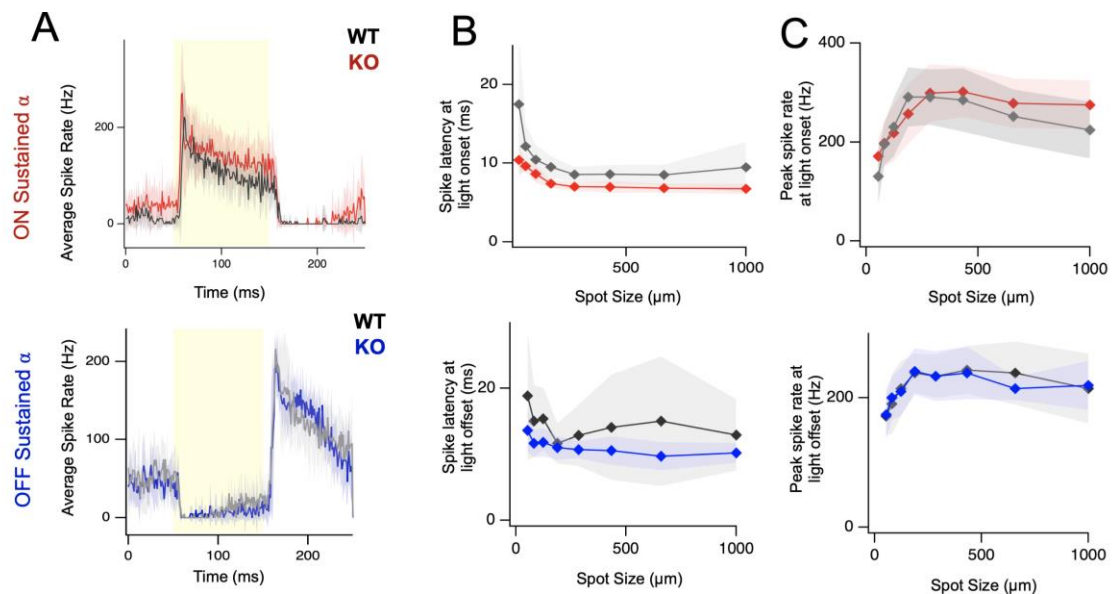 A
B
C
ON Sustained α
Average Spike Rate (Hz)
200
100
0
WT
KO
0
100
200
Time (ms)
Spike latency at
light onset (ms)
20
10
0
500
1000
Spot Size (µm)
Peak spike rate
at light onset (Hz)
400
200
0
0
500
1000
Spot Size (µm)
OFF Sustained α
Average Spike Rate (Hz)
200
100
0
WT
KO
0
100
200
Time (ms)
Spike latency at
light offset (ms)
20
10
0
0
500
1000
Spot Size (µm)
Peak spike rate at
light offset (Hz)
200
0
0
500
1000
Spot Size (µm)